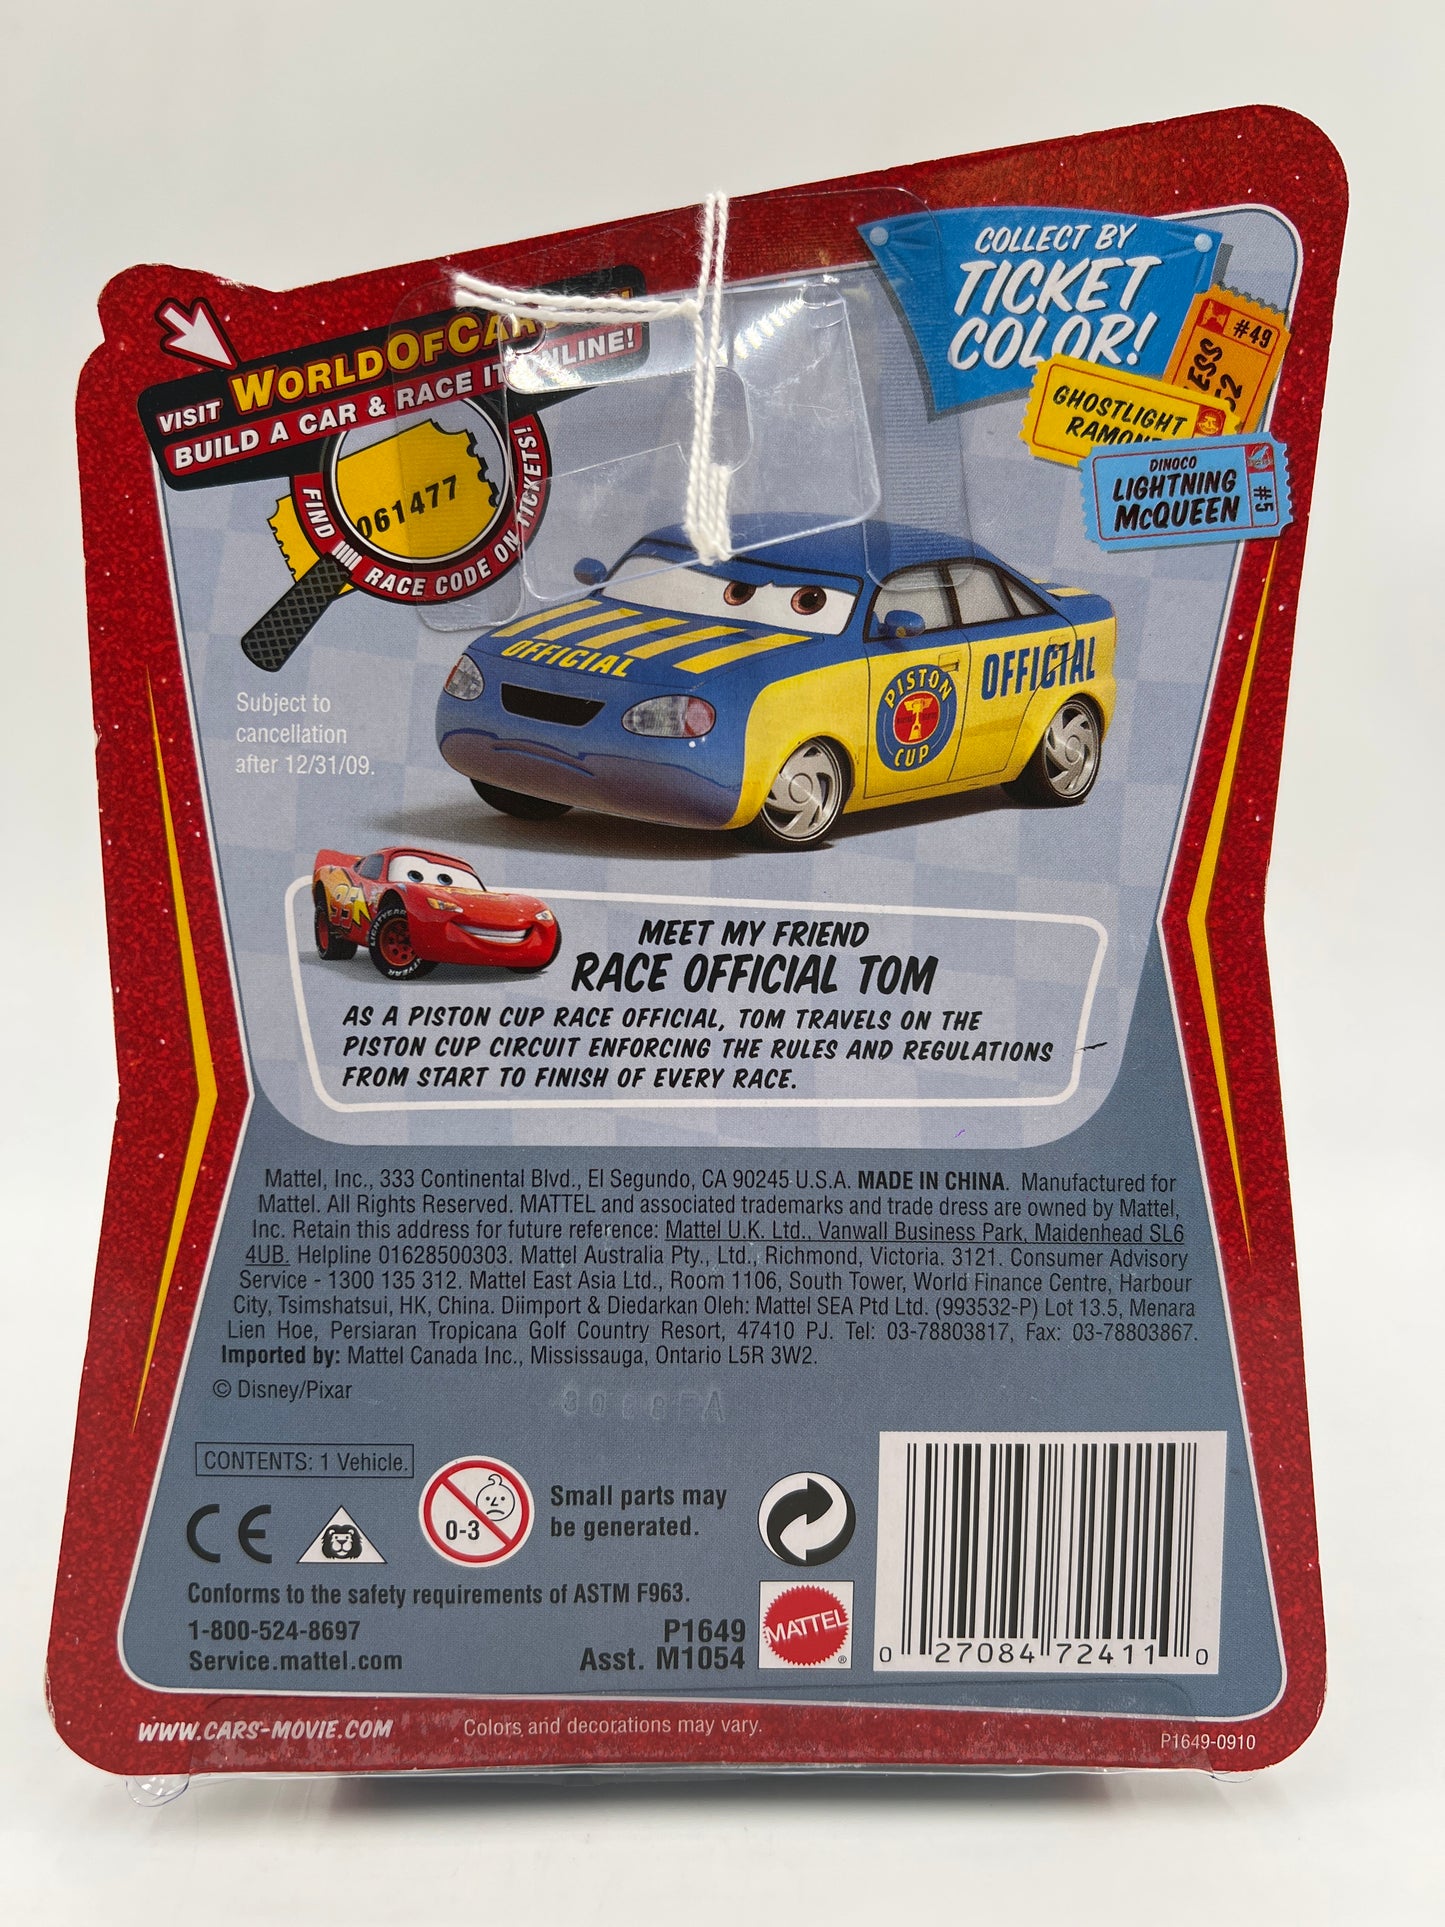 COLLECT BY
TICKET
COLOR!
#49
GHOSTLIGHT
DINOCO
LIGHTNING
McQUEEN
#5
VISIT WORLDOFCARS
BUILD A CAR & RACE IT ONLINE!
061477
FIND RACE CODE ON TICKETS!
Subject to
cancellation
after 12/31/09.
OFFICIAL
PISTON
CUP
OFFICIAL
95
MEET MY FRIEND
RACE OFFICIAL TOM
AS A PISTON CUP RACE OFFICIAL, TOM TRAVELS ON THE
PISTON CUP CIRCUIT ENFORCING THE RULES AND REGULATIONS
FROM START TO FINISH OF EVERY RACE.
Mattel, Inc., 333 Continental Blvd., El Segundo, CA 90245 U.S.A. MADE IN CHINA. Manufactured for
Mattel. All Rights Reserved. MATTEL and associated trademarks and trade dress are owned by Mattel,
Inc. Retain this address for future reference: Mattel U.K. Ltd., Vanwall Business Park, Maidenhead SL6
4UB. Helpline 01628500303. Mattel Australia Pty., Ltd., Richmond, Victoria. 3121. Consumer Advisory
Service - 1300 135 312. Mattel East Asia Ltd., Room 1106, South Tower, World Finance Centre, Harbour
City, Tsimshatsui, HK, China. Diimport & Diedarkan Oleh: Mattel SEA Ptd Ltd. (993532-P) Lot 13.5, Menara
Lien Hoe, Persiaran Tropicana Golf Country Resort, 47410 PJ. Tel: 03-78803817, Fax: 03-78803867.
Imported by: Mattel Canada Inc., Mississauga, Ontario L5R 3W2.
© Disney/Pixar
CONTENTS: 1 Vehicle.
CE
0-3
Small parts may
be generated.
Conforms to the safety requirements of ASTM F963.
1-800-524-8697
Service.mattel.com
P1649
Asst. M1054
MATTEL ®
0 27084 72411 0
WWW.CARS-MOVIE.COM
Colors and decorations may vary.
P1649-0910